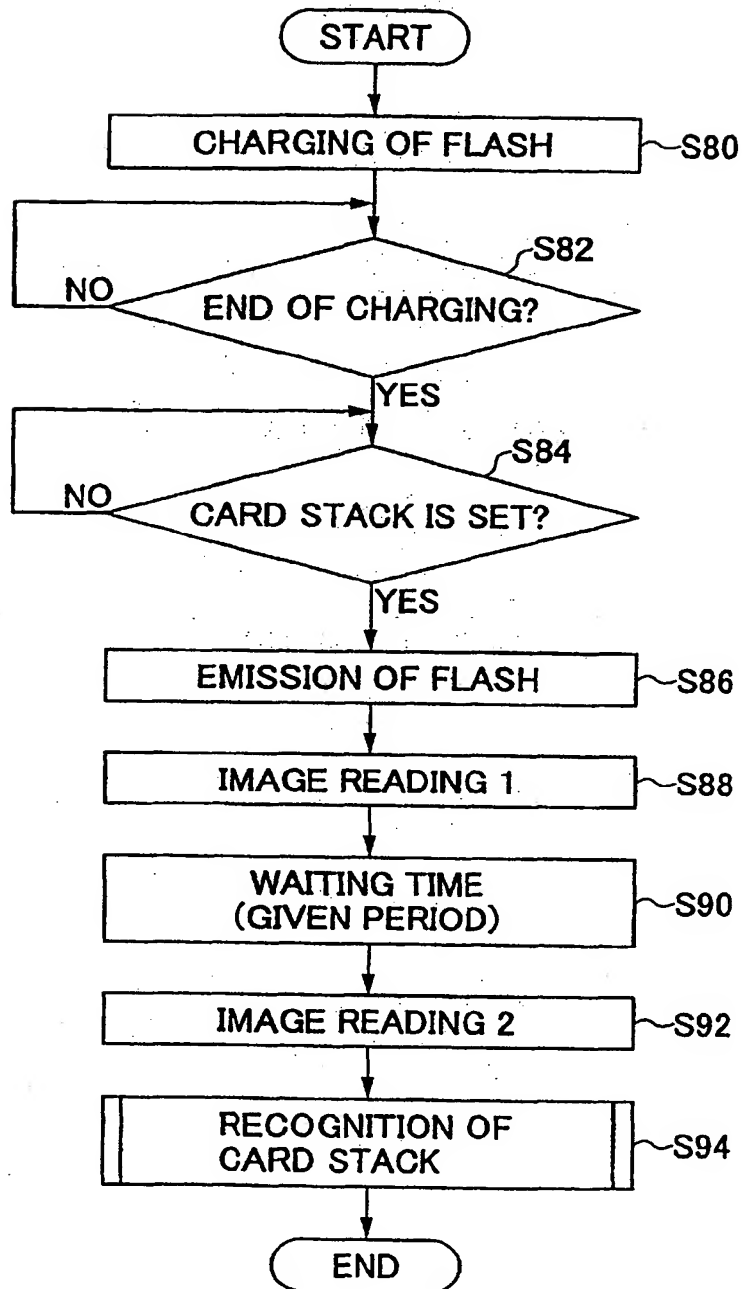 START
CHARGING OF FLASH
S80
S82
NO
END OF CHARGING?
YES
S84
NO
CARD STACK IS SET?
YES
EMISSION OF FLASH
S86
IMAGE READING 1
S88
WAITING TIME
(GIVEN PERIOD)
S90
IMAGE READING 2
S92
RECOGNITION OF
CARD STACK
S94
END